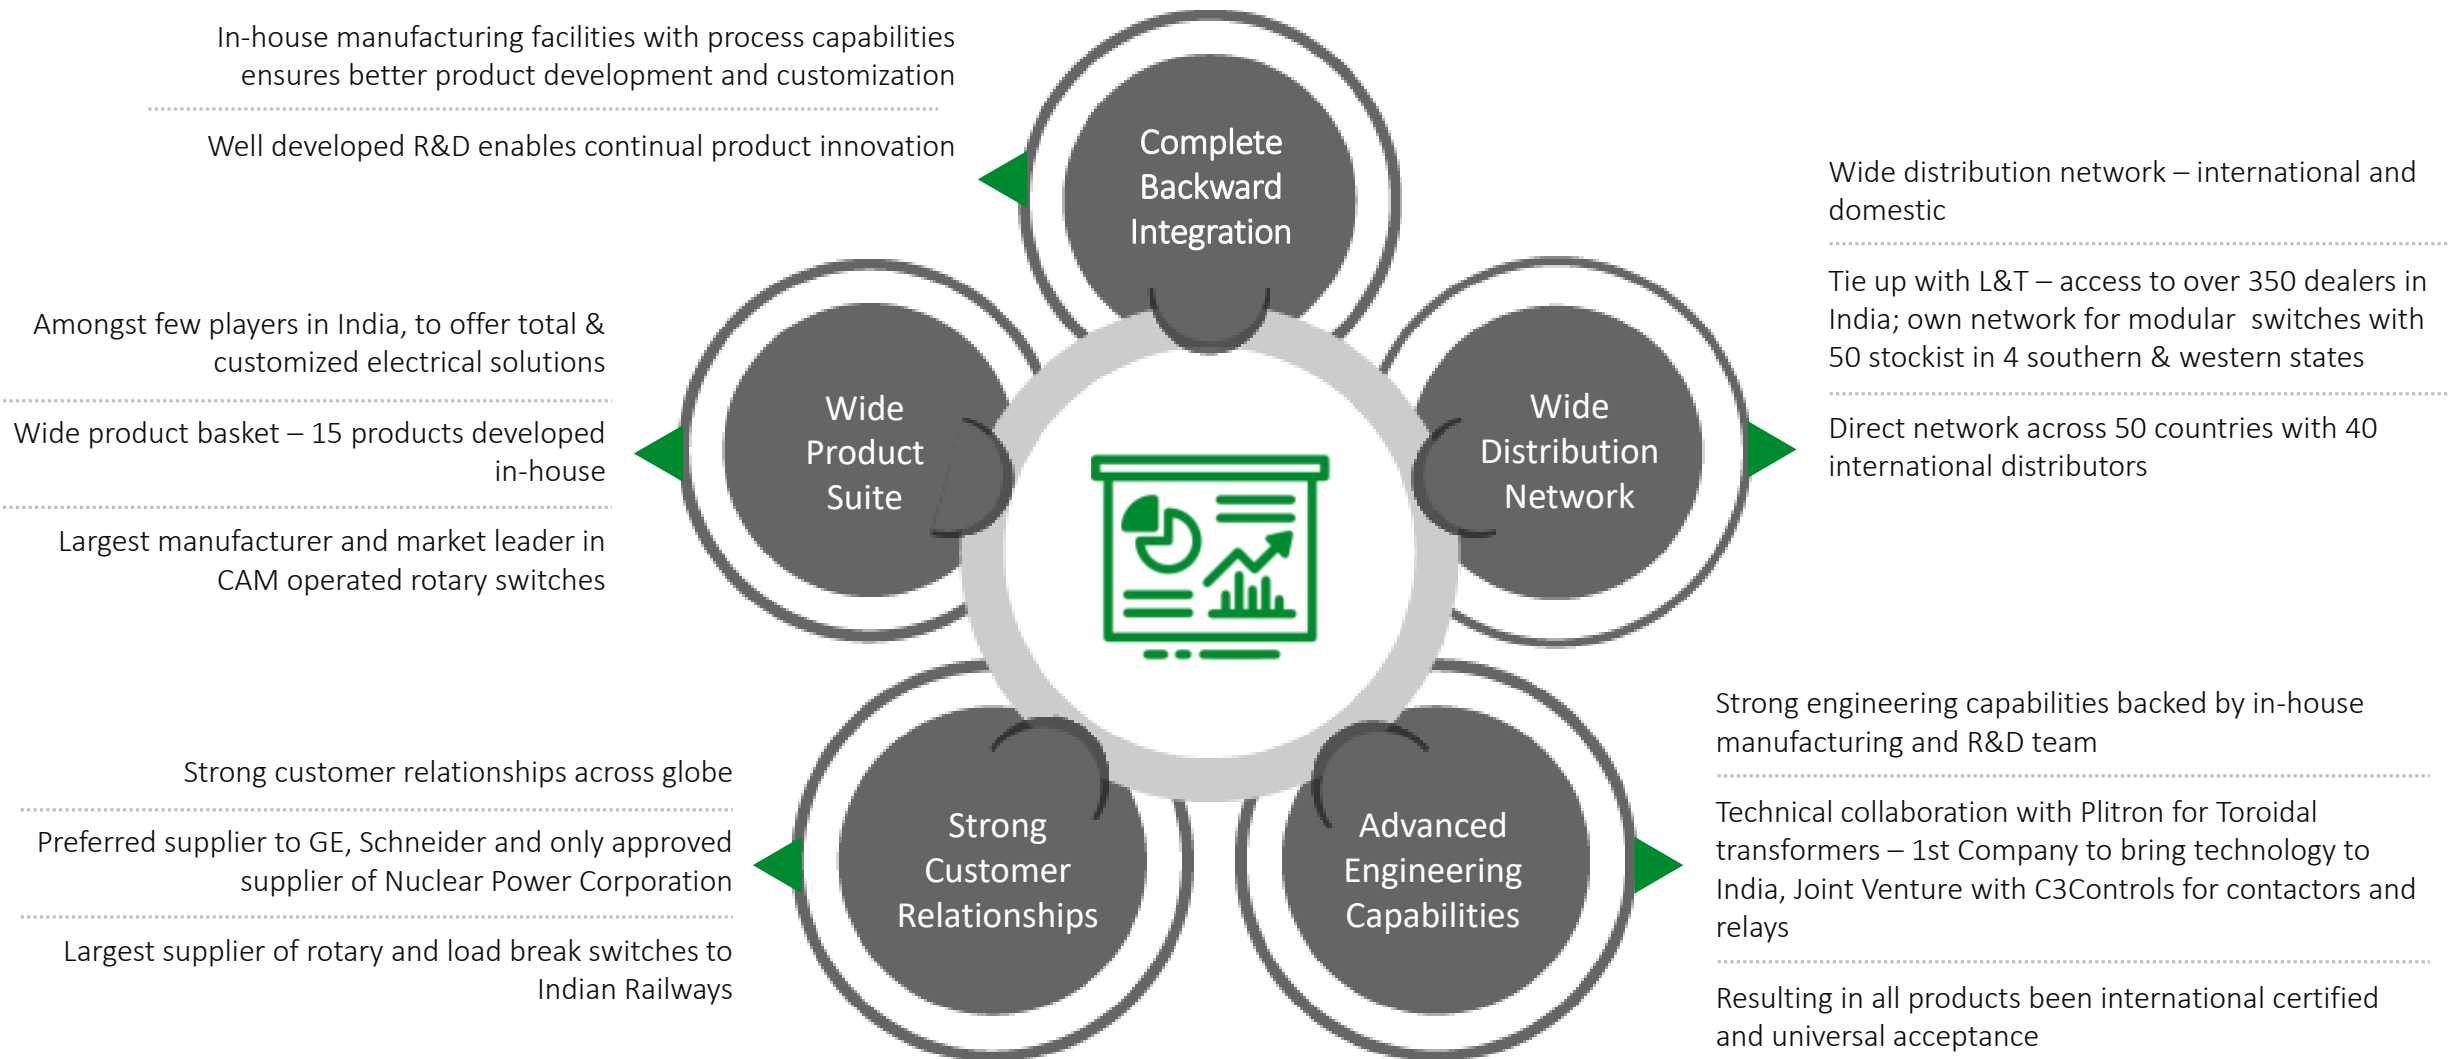 In-house manufacturing facilities with process capabilities
ensures better product development and customization
Well developed R&D enables continual product innovation
Complete
Backward
Integration
Wide distribution network – international and
domestic
Tie up with L&T – access to over 350 dealers in
India; own network for modular  switches with
50 stockist in 4 southern & western states
Direct network across 50 countries with 40
international distributors
Wide
Distribution
Network
Amongst few players in India, to offer total &
customized electrical solutions
Wide product basket – 15 products developed
in-house
Largest manufacturer and market leader in
CAM operated rotary switches
Wide
Product
Suite
Strong customer relationships across globe
Preferred supplier to GE, Schneider and only approved
supplier of Nuclear Power Corporation
Largest supplier of rotary and load break switches to
Indian Railways
Strong
Customer
Relationships
Advanced
Engineering
Capabilities
Strong engineering capabilities backed by in-house
manufacturing and R&D team
Technical collaboration with Plitron for Toroidal
transformers – 1st Company to bring technology to
India, Joint Venture with C3Controls for contactors and
relays
Resulting in all products been international certified
and universal acceptance